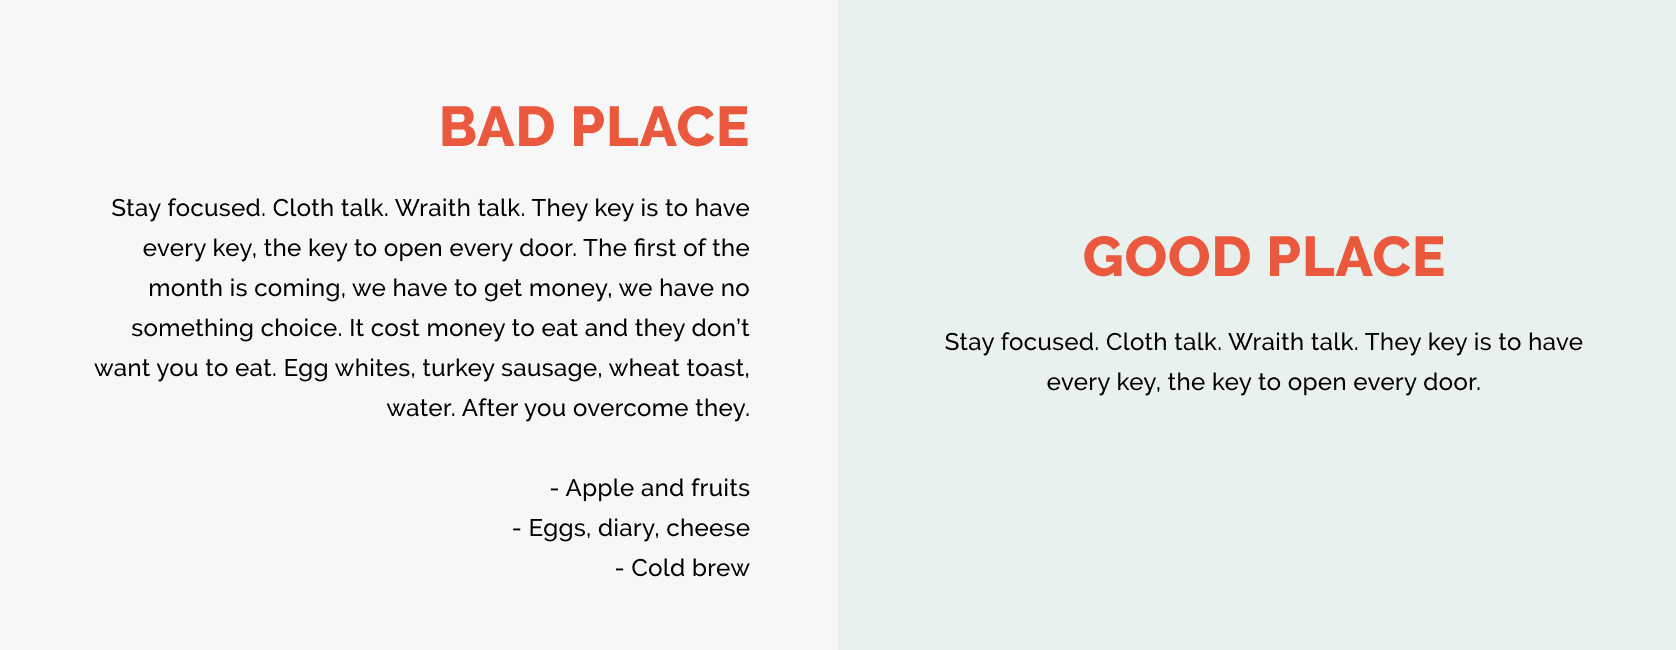 BAD PLACE
Stay focused. Cloth talk. Wraith talk. They key is to have
every key, the key to open every door. The first of the
month is coming, we have to get money, we have no
something choice. It cost money to eat and they don’t
want you to eat. Egg whites, turkey sausage, wheat toast,
water. After you overcome they.
- Apple and fruits
- Eggs, diary, cheese
- Cold brew
GOOD PLACE
Stay focused. Cloth talk. Wraith talk. They key is to have
every key, the key to open every door.